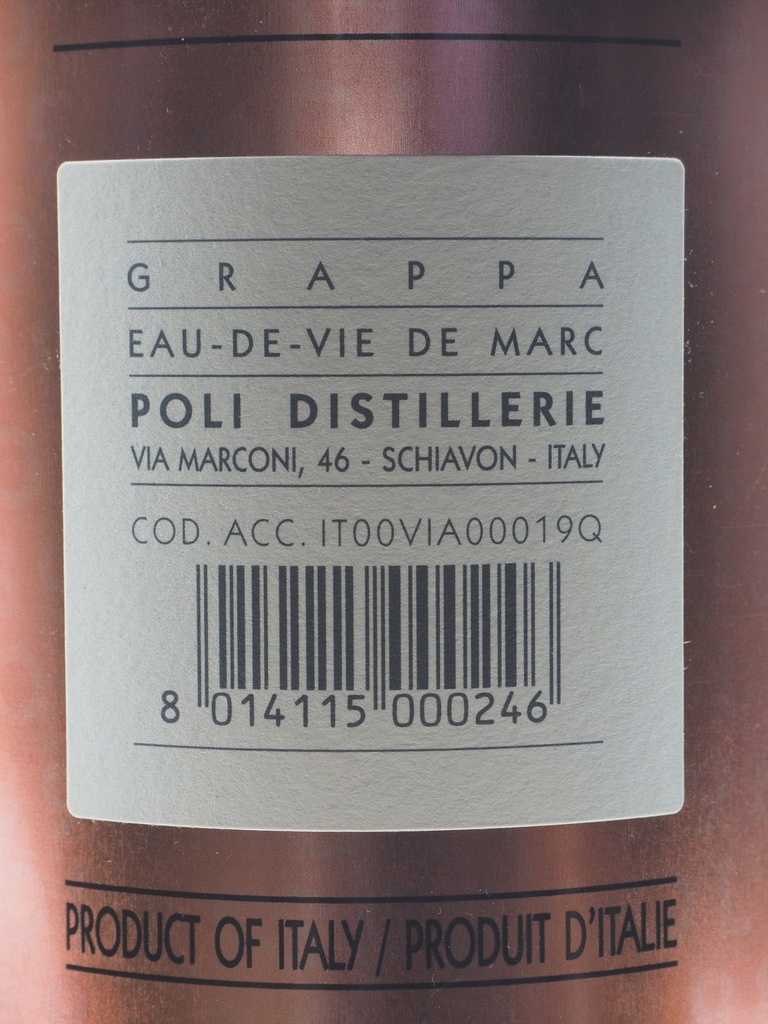 GRAPPA
EAU-DE-VIE DE MARC
POLI DISTILLERIE
VIA MARCONI, 46 - SCHIAVON - ITALY
COD. ACC. IT00VIA00019Q
8 014115 000246
PRODUCT OF ITALY / PRODUIT D'ITALIE